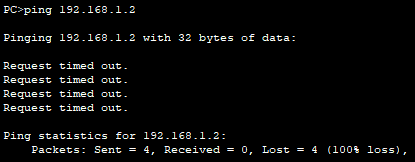 PC>ping 192.168.1.2
Pinging 192.168.1.2 with 32 bytes of data:
Request timed out.
Request timed out.
Request timed out.
Request timed out.
Ping statistics for 192.168.1.2:
Packets: Sent = 4, Received = 0, Lost = 4 (100% loss),